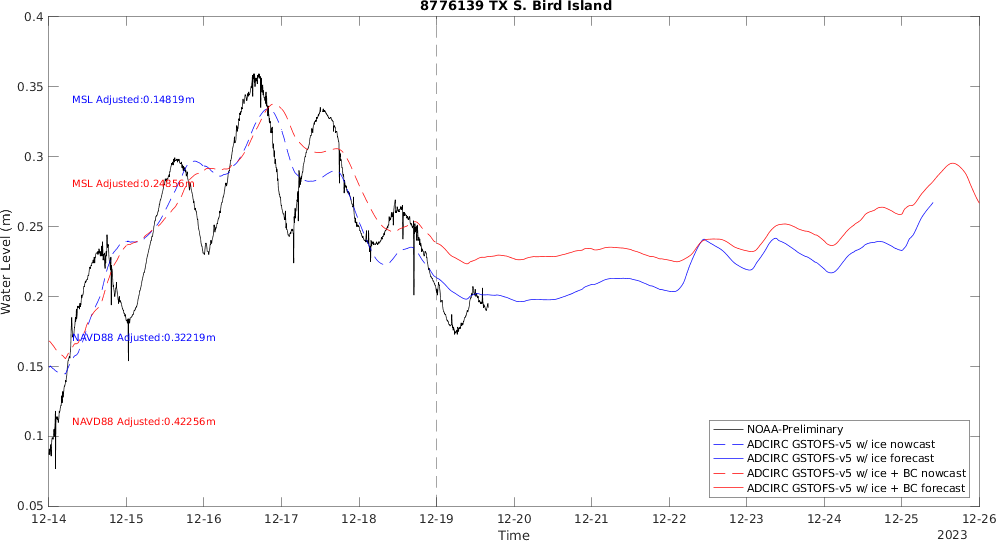 8776139 TX S. Bird Island
0.4
0.35
0.3
0.25
0.2
0.15
0.1
0.05
Water Level (m)
MSL Adjusted:0.14819m
MSL Adjusted:0.24856m
NAVD88 Adjusted:0.32219m
NAVD88 Adjusted:0.42256m
NOAA-Preliminary
ADCIRC GSTOFS-v5 w/ ice nowcast
ADCIRC GSTOFS-v5 w/ ice forecast
ADCIRC GSTOFS-v5 w/ ice + BC nowcast
ADCIRC GSTOFS-v5 w/ ice + BC forecast
12-14 12-15 12-16 12-17 12-18 12-19 12-20 12-21 12-22 12-23 12-24 12-25 12-26
Time
2023